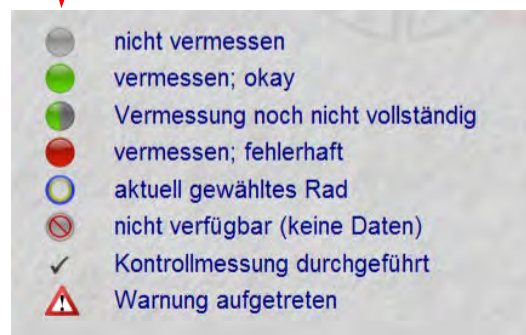 nicht vermessen
vermessen; okay
Vermessung noch nicht vollständig
vermessen; fehlerhaft
aktuell gewähltes Rad
nicht verfügbar (keine Daten)
Kontrollmessung durchgeführt
Warnung aufgetreten